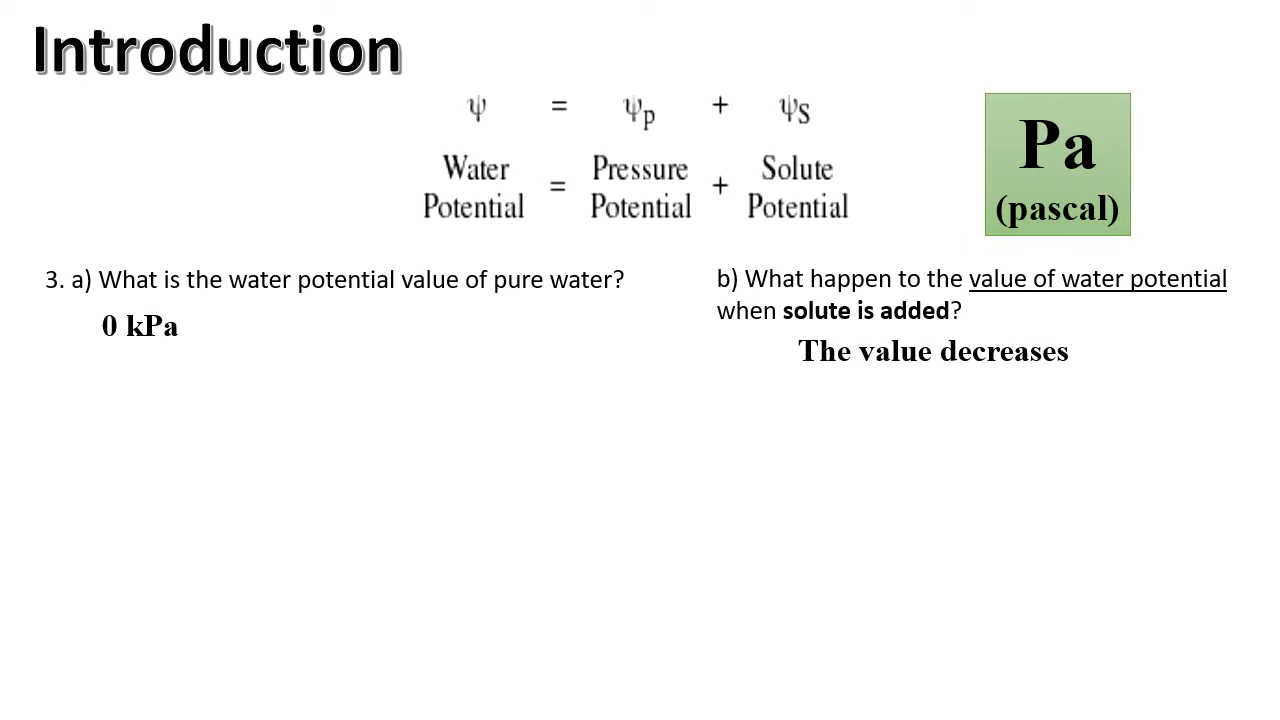 Introduction
ψ = ψp + ψS
Water Potential = Pressure Potential + Solute Potential
Pa
(pascal)
3. a) What is the water potential value of pure water?
0 kPa
b) What happen to the value of water potential
when solute is added?
The value decreases